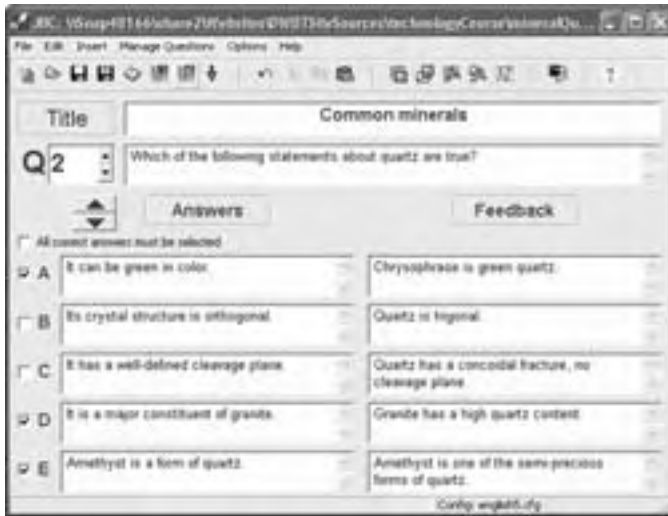 File Edit Insert Manage Questions Options Help
Title
Common minerals
Q 2
Which of the following statements about quartz are true?
Answers
Feedback
All correct answers must be selected
A
It can be green in color.
Chrysophrase is green quartz.
B
Its crystal structure is orthogonal.
Quartz is trigonal.
C
It has a well-defined cleavage plane.
Quartz has a concoidal fracture, no
cleavage plane.
D
It is a major constituent of granite.
Granite has a high quartz content.
E
Amethyst is a form of quartz.
Amethyst is one of the semi-precious
forms of quartz.
Config: english6.cfg